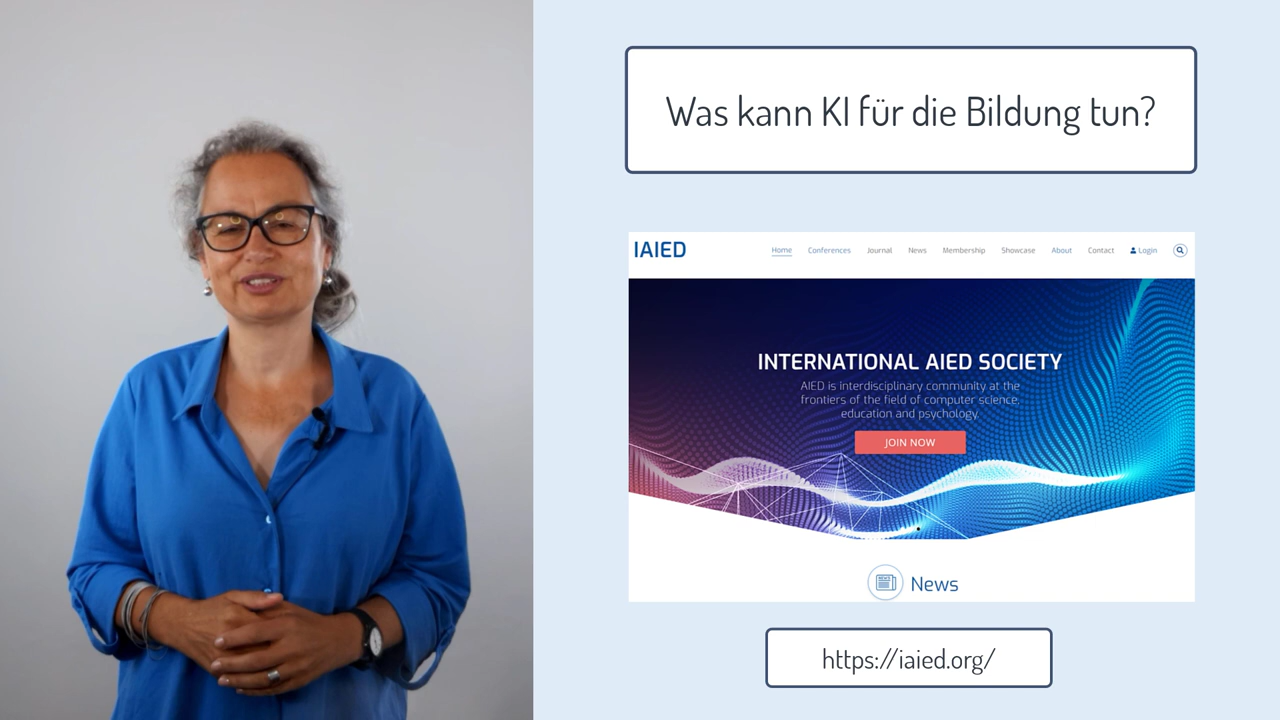 Was kann KI für die Bildung tun?
IAIED
Home Conferences Journal News Membership Showcase About Contact Login
INTERNATIONAL AIED SOCIETY
AIED is interdisciplinary community at the
frontiers of the field of computer science,
education and psychology.
JOIN NOW
NEWS
News
https://iaied.org/